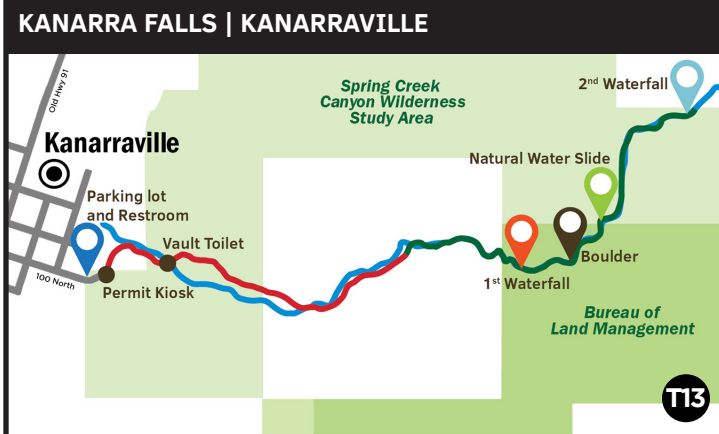 KANARRA FALLS | KANARRAVILLE
Old Hwy 91
Spring Creek
Canyon Wilderness
Study Area
2nd Waterfall
Kanarraville
Natural Water Slide
Parking lot
and Restroom
Vault Toilet
Boulder
100 North
Permit Kiosk
1st Waterfall
Bureau of
Land Management
T13